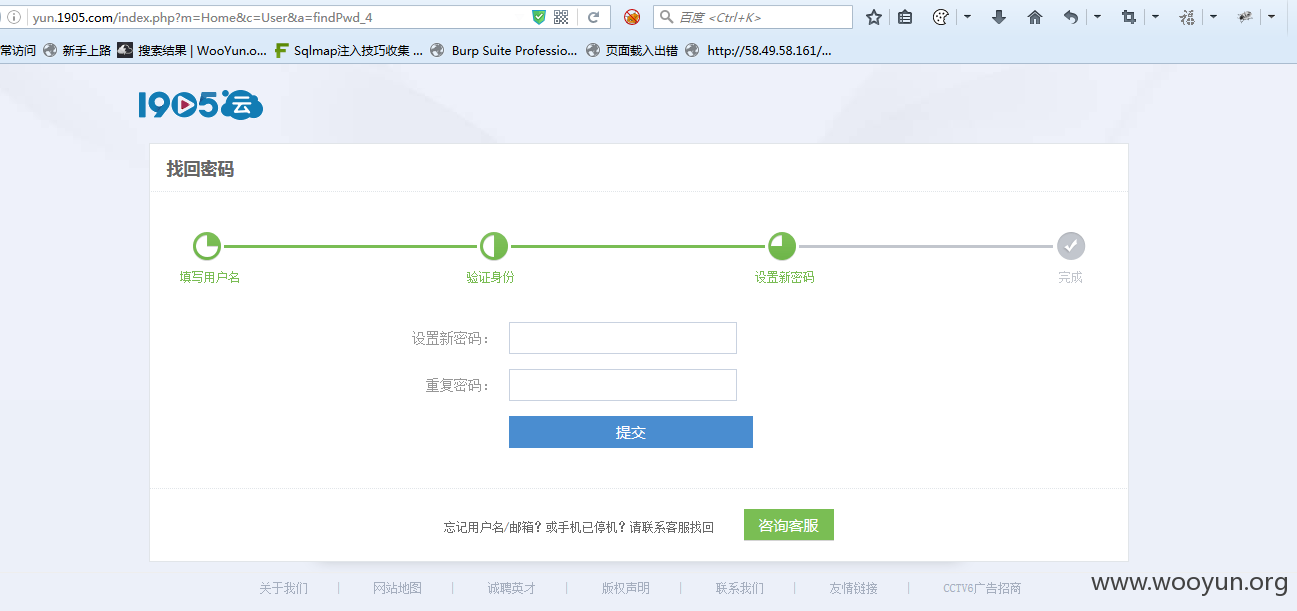 yun.1905.com/index.php?m=Home&c=User&a=findPwd_4
百度 <Ctrl+K>
常访问 新手上路 搜索结果 | WooYun.o... Sqlmap注入技巧收集 ... Burp Suite Professio... 页面载入出错 http://58.49.58.161/...
1905云
找回密码
填写用户名 验证身份 设置新密码 完成
设置新密码：
重复密码：
提交
忘记用户名/邮箱？或手机已停机？请联系客服找回 咨询客服
关于我们 | 网站地图 | 诚聘英才 | 版权声明 | 联系我们 | 友情链接 | CCTV6广告招商
www.wooyun.org